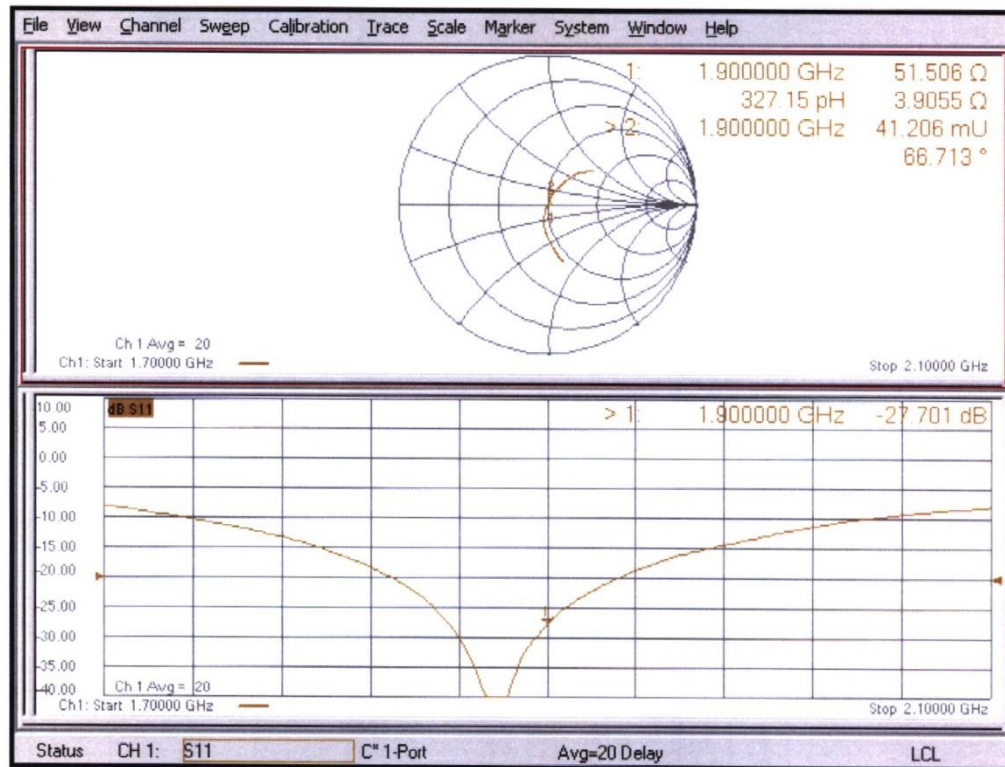 File View Channel Sweep Calibration Trace Scale Marker System Window Help
1: 1.900000 GHz 51.506 Ω
327.15 pH 3.9055 Ω
> 2: 1.900000 GHz 41.206 mU
66.713 °
Ch 1 Avg = 20
Ch1: Start 1.70000 GHz
Stop 2.10000 GHz
10.00
dB S11
> 1: 1.900000 GHz -27.701 dB
5.00
0.00
-5.00
-10.00
-15.00
-20.00
-25.00
-30.00
-35.00
-40.00
Ch 1 Avg = 20
Ch1: Start 1.70000 GHz
Stop 2.10000 GHz
Status CH 1: S11 C* 1-Port Avg=20 Delay LCL